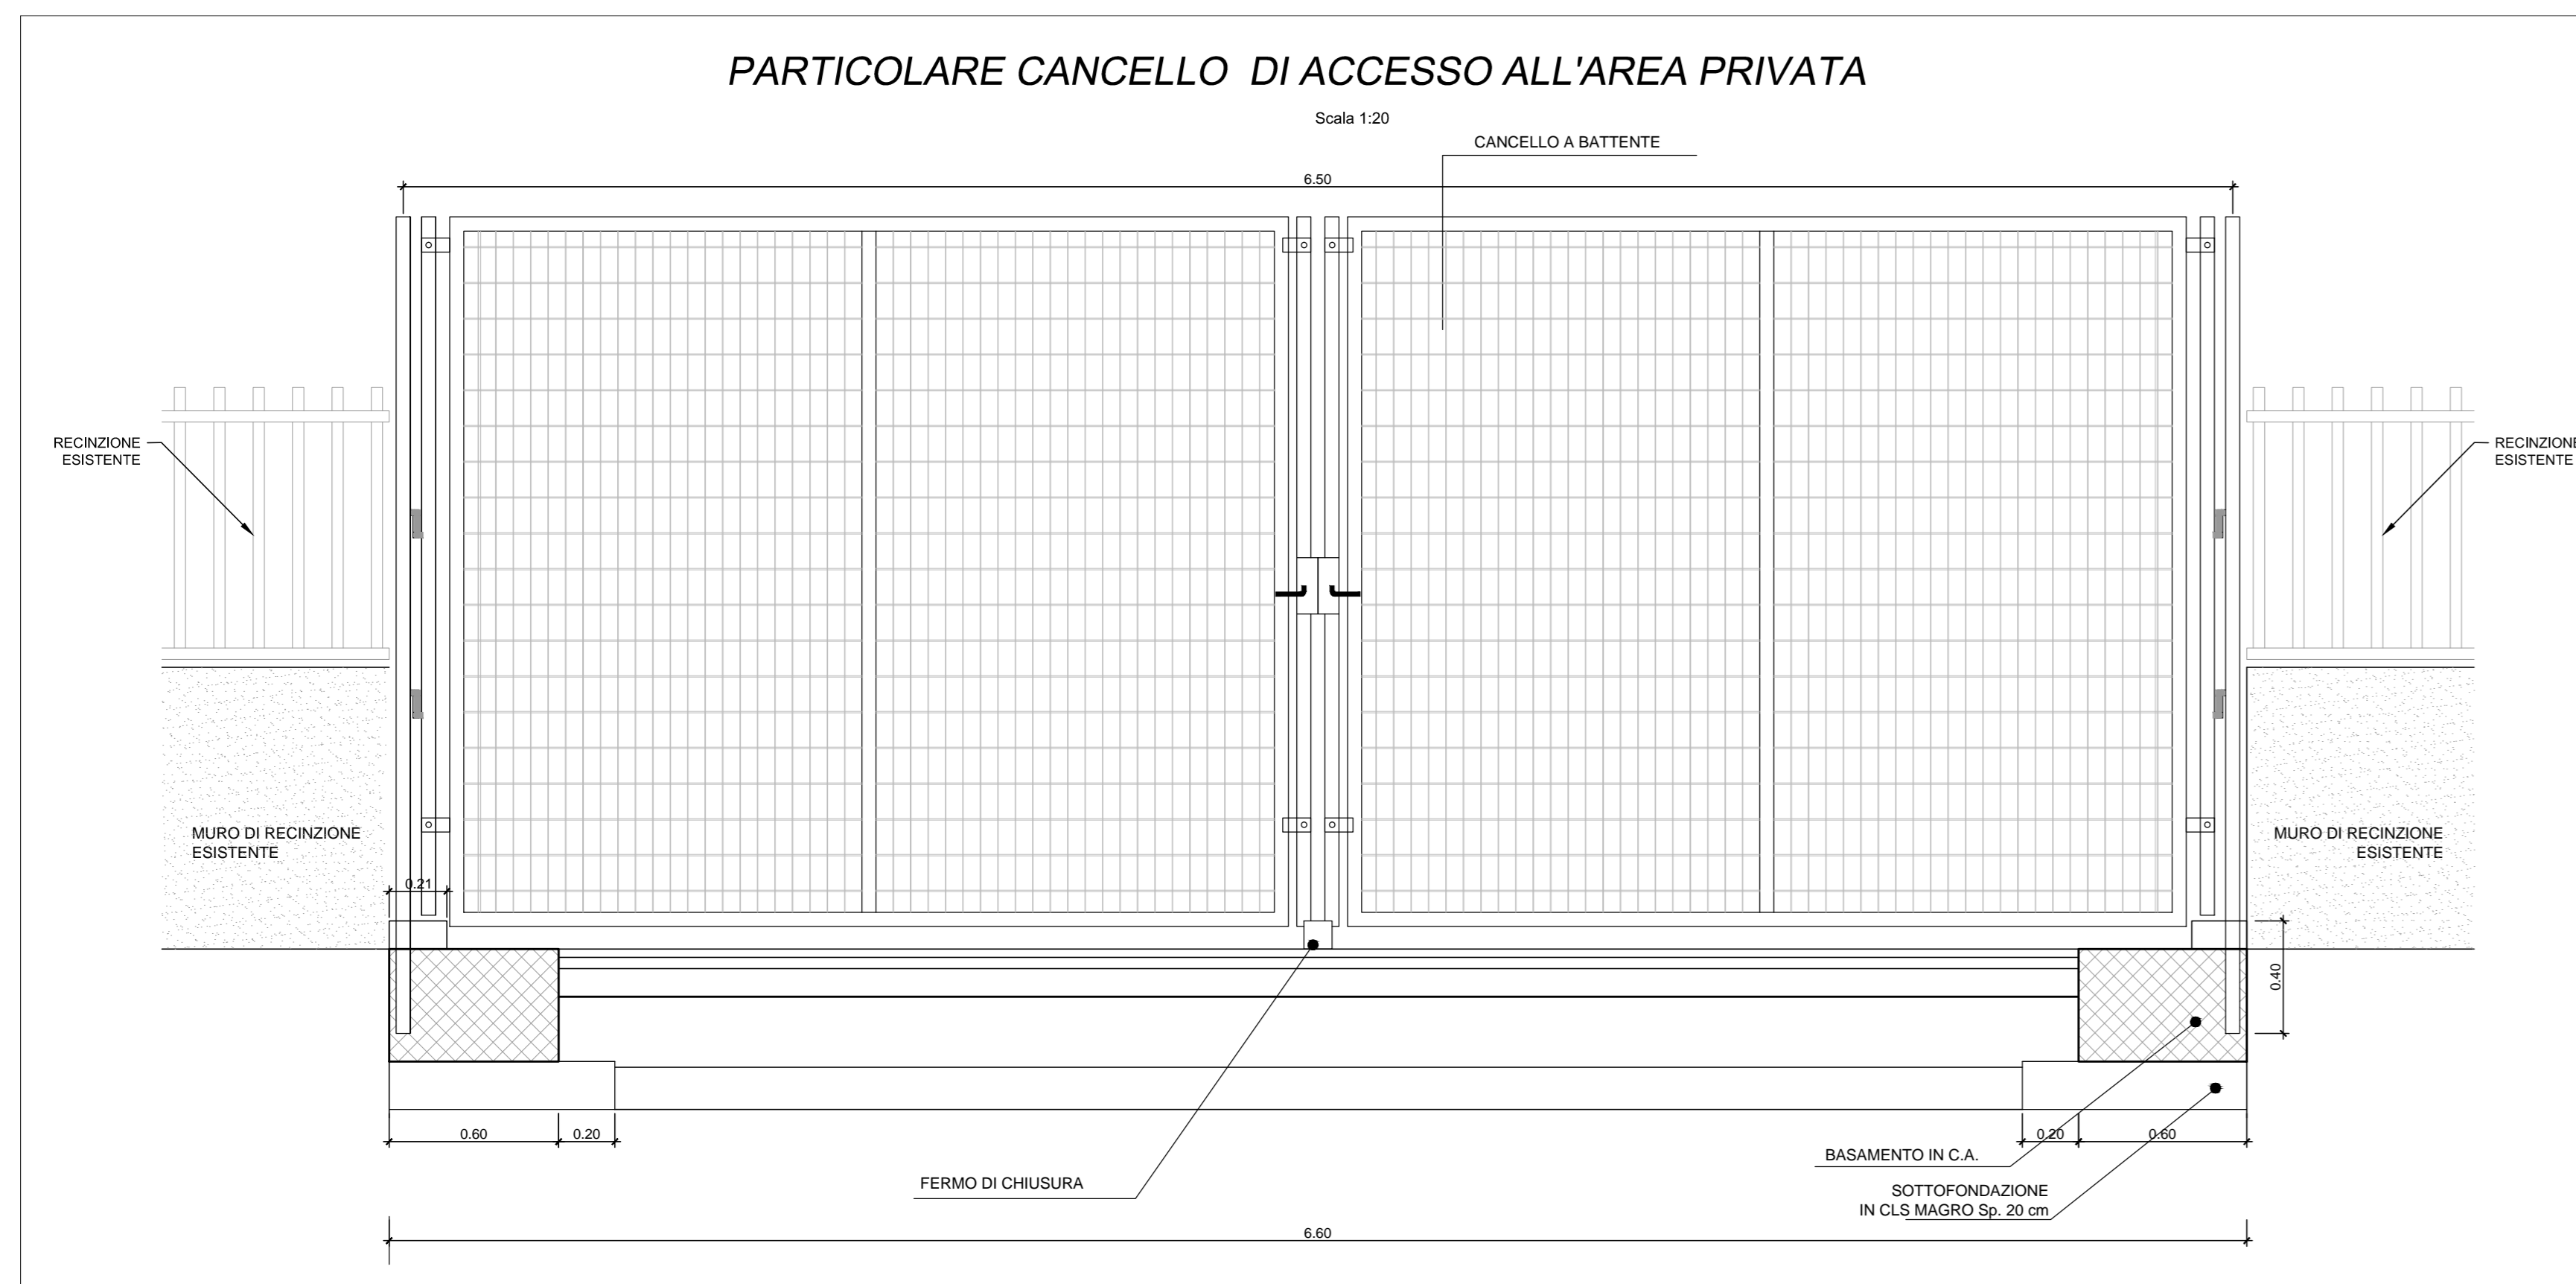 PARTICOLARE CANCELLO DI ACCESSO ALL'AREA PRIVATA
Scala 1:20
CANCELLO A BATTENTE
6.50
RECINZIONE
ESISTENTE
RECINZIONE
ESISTENTE
MURO DI RECINZIONE
ESISTENTE
MURO DI RECINZIONE
ESISTENTE
0.21
0.40
0.60
0.20
0.20
0.60
BASAMENTO IN C.A.
FERMO DI CHIUSURA
SOTTOFONDAZIONE
IN CLS MAGRO Sp. 20 cm
6.60